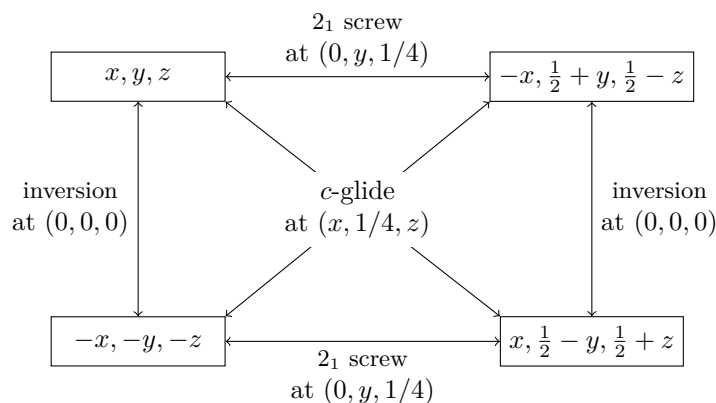 2₁ screw
at (0, y, 1/4)
x, y, z
−x, ½ + y, ½ − z
inversion
at (0, 0, 0)
c-glide
at (x, 1/4, z)
inversion
at (0, 0, 0)
−x, −y, −z
x, ½ − y, ½ + z
2₁ screw
at (0, y, 1/4)